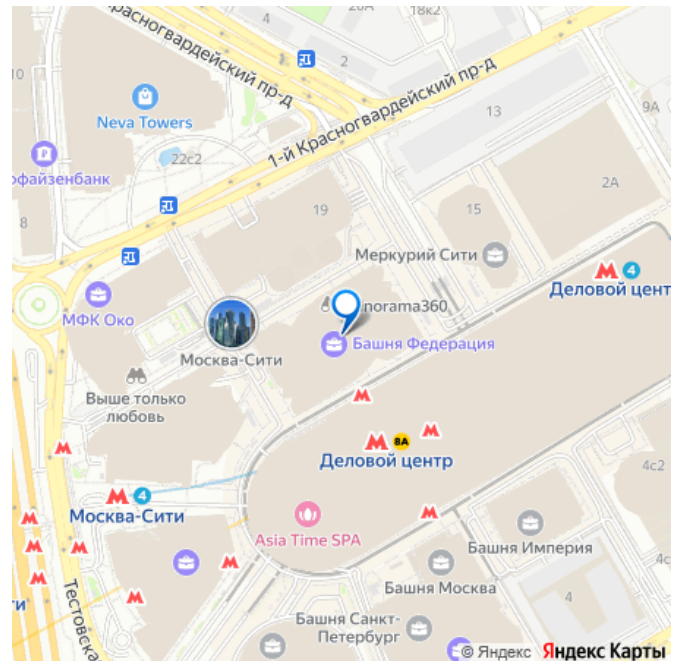 18к2
20А
Красногвардейский пр-д
10
2
1-й Красногвардейский пр-д
13
9А
Neva Towers
22с2
офайзенбанк
2А
8
19
15
Меркурий Сити
4
Деловой цент
МФК Око
norama360
Москва-Сити
Башня Федерация
Выше только
любовь
8А
Деловой центр
4с2
4
Москва-Сити
Asia Time SPA
Башня Империя
4с
Башня Москва
Тестовская
4
ти
Башня Санкт-
Петербург
© Яндекс Яндекс Карты